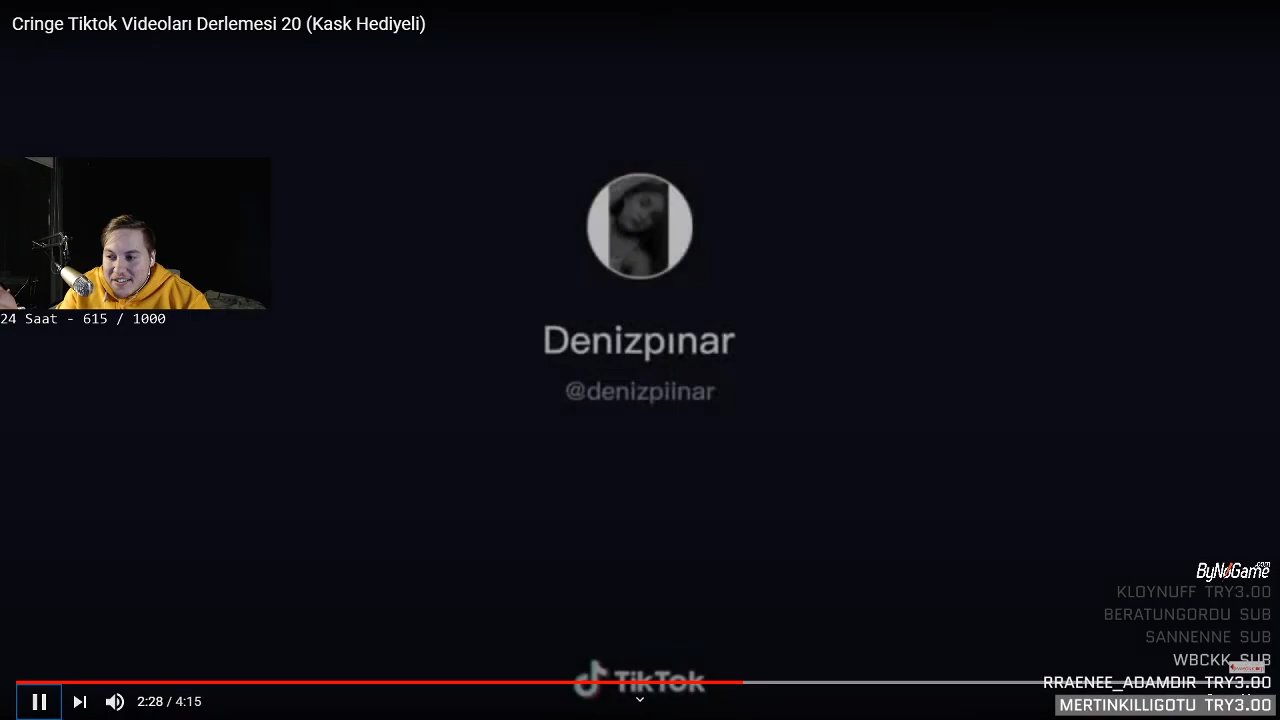 Cringe Tiktok Videoları Derlemesi 20 (Kask Hediyeli)
24 Saat - 615 / 1000
Denizpınar
@denizpiinar
ByNoGame.com
KLOYNUFF TRY3.00
BERATUNGORDU SUB
SANNENNE SUB
WBCKK SUB
TikTok
RRAENEE_ADAMDIR TRY3.00
2:28 / 4:15
MERTINKILLIGOTU TRY3.00